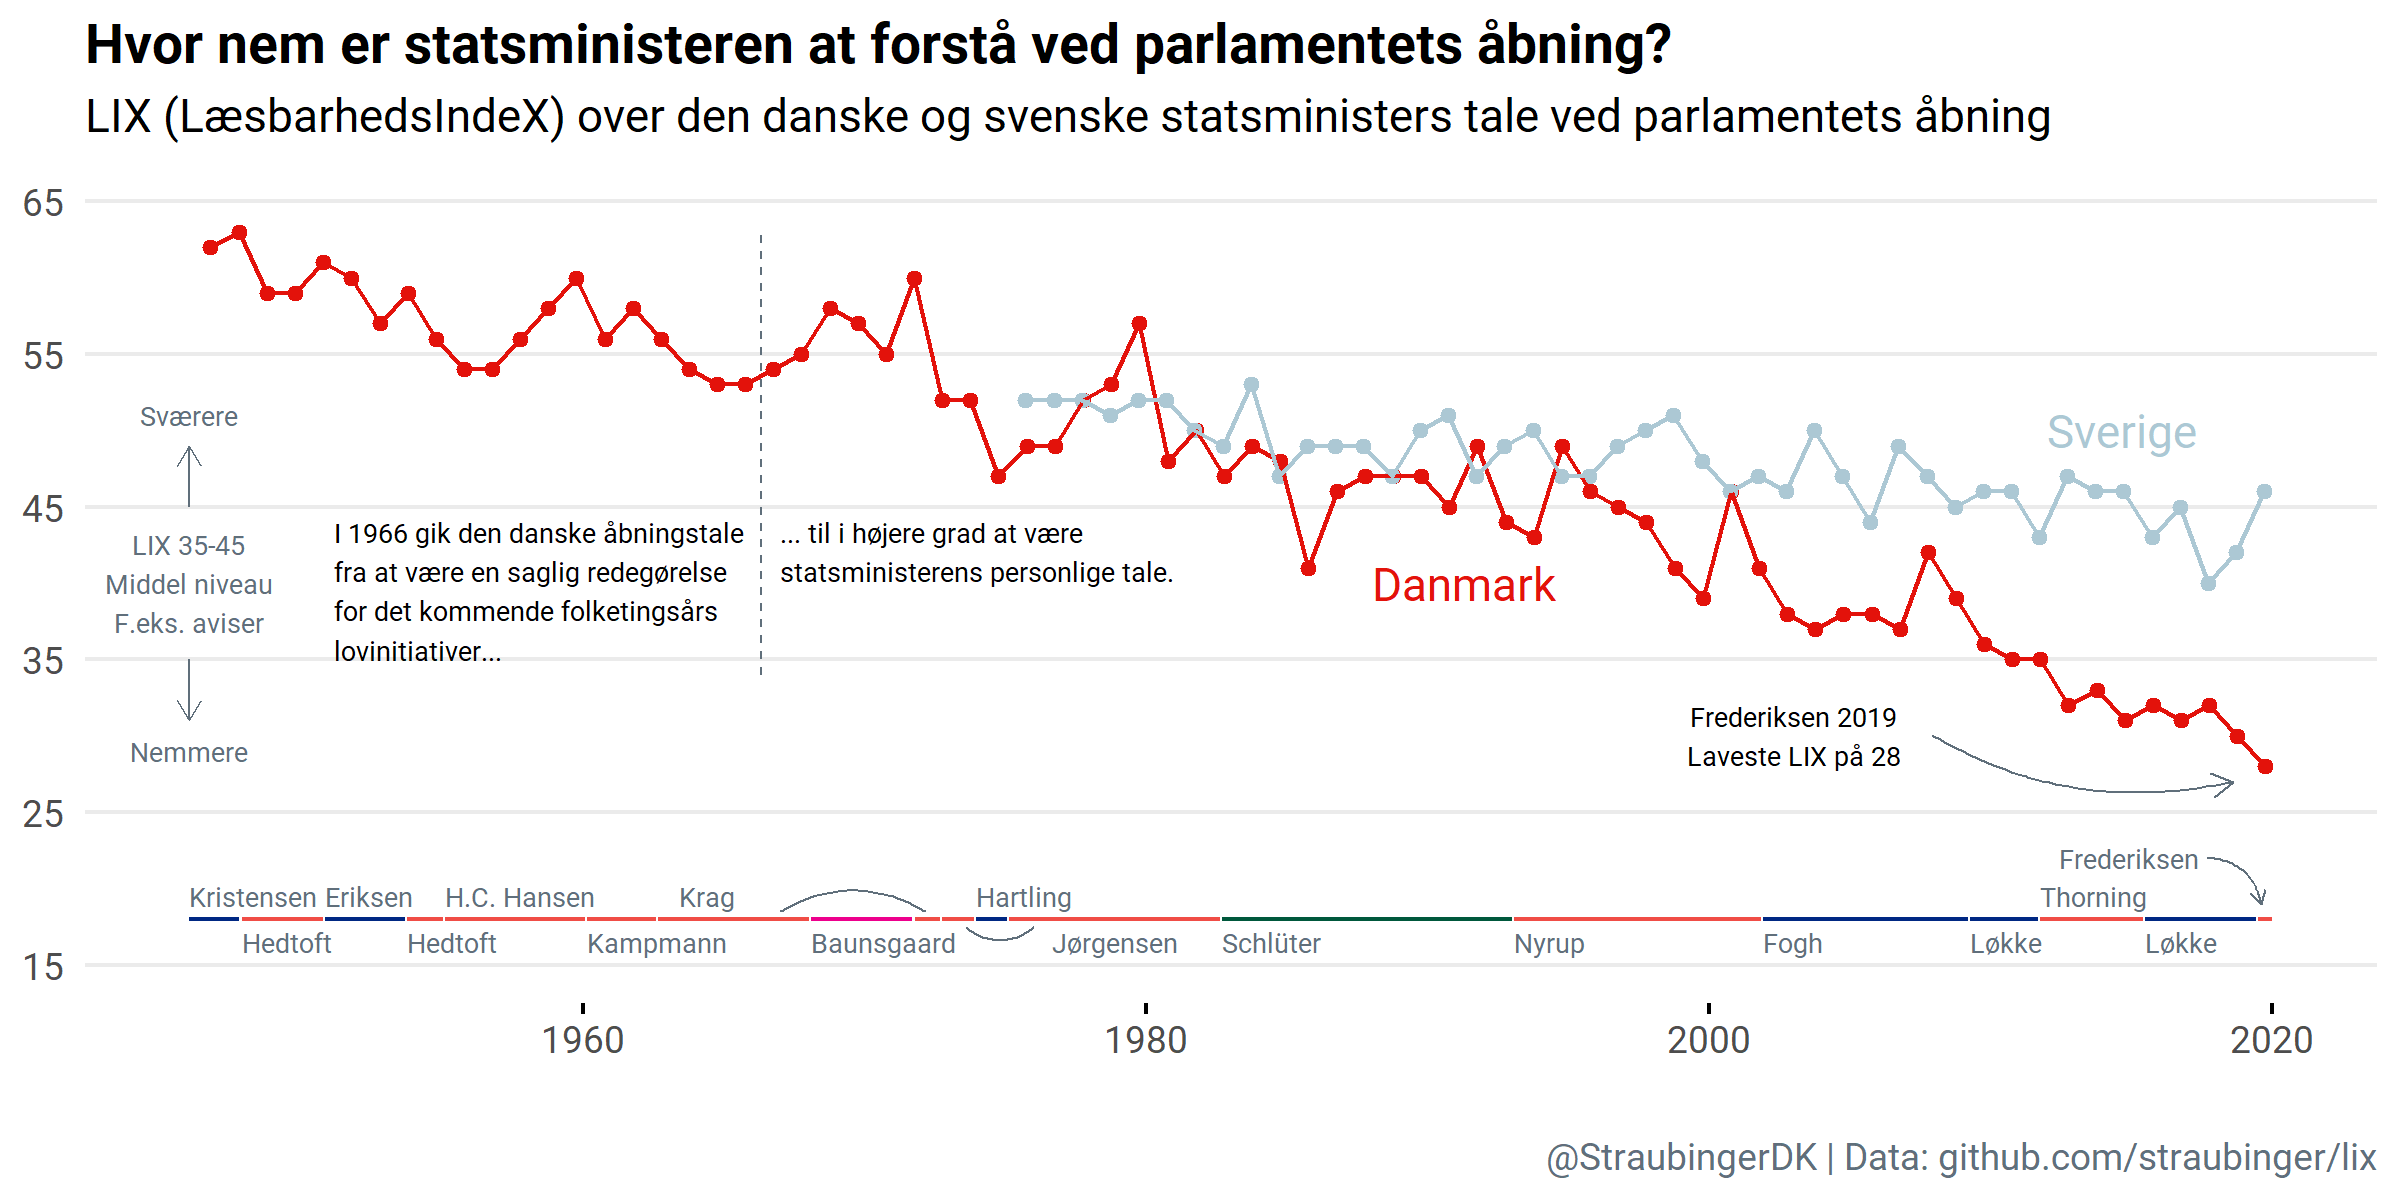 Hvor nem er statsministeren at forstå ved parlamentets åbning?
LIX (LæsbarhedsIndeX) over den danske og svenske statsministers tale ved parlamentets åbning
65
55
45
35
25
15
Sværere
LIX 35-45
Middel niveau
F.eks. aviser
Nemmere
I 1966 gik den danske åbningstale
fra at være en saglig redegørelse
for det kommende folketingsårs
lovinitiativer...
... til i højere grad at være
statsministerens personlige tale.
Danmark
Sverige
Frederiksen 2019
Laveste LIX på 28
Frederiksen
Kristensen Eriksen H.C. Hansen Krag Hartling Thorning
Hedtoft Hedtoft Kampmann Baunsgaard Jørgensen Schlüter Nyrup Fogh Løkke Løkke
1960 1980 2000 2020
@StraubingerDK | Data: github.com/straubinger/lix